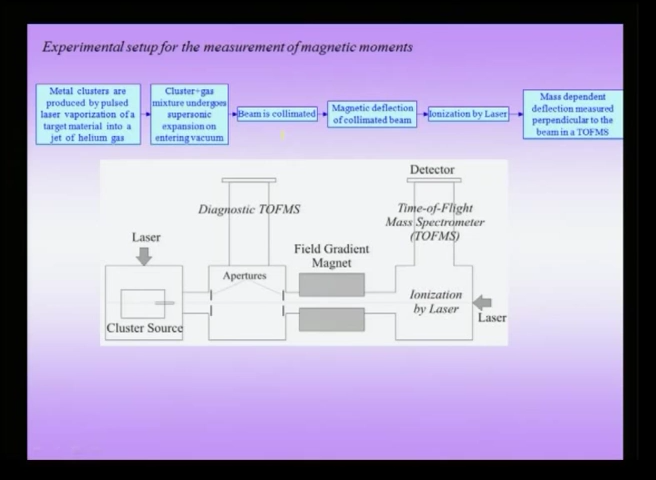 Experimental setup for the measurement of magnetic moments
Metal clusters are
produced by pulsed
laser vaporization of a
target material into a
jet of helium gas
Cluster+gas
mixture undergoes
supersonic
expansion on
entering vacuum
Beam is collimated
Magnetic deflection
of collimated beam
Ionization by Laser
Mass dependent
deflection measured
perpendicular to the
beam in a TOFMS
Detector
Diagnostic TOFMS
Time-of-Flight
Mass Spectrometer
(TOFMS)
Laser
Field Gradient
Magnet
Apertures
Ionization
by Laser
Cluster Source
Laser